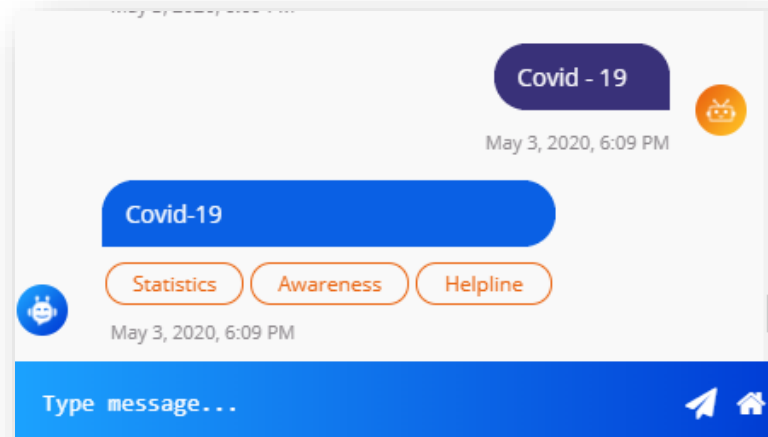 Covid - 19
May 3, 2020, 6:09 PM
Covid-19
Statistics Awareness Helpline
May 3, 2020, 6:09 PM
Type message...